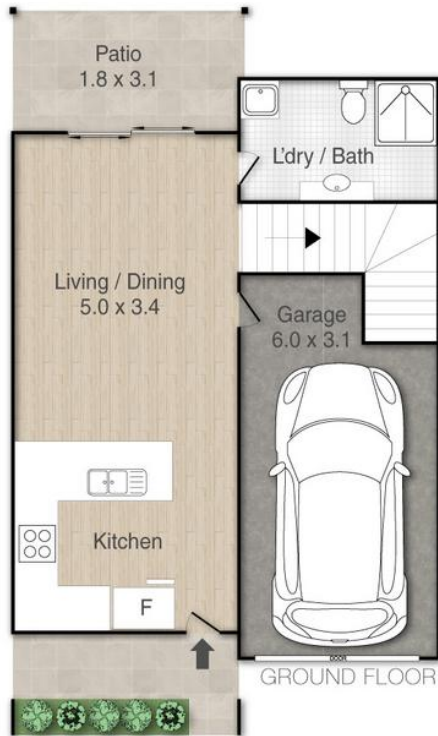 Patio
1.8 x 3.1
L'dry / Bath
Living / Dining
5.0 x 3.4
Garage
6.0 x 3.1
Kitchen
F
DOOR
GROUND FLOOR